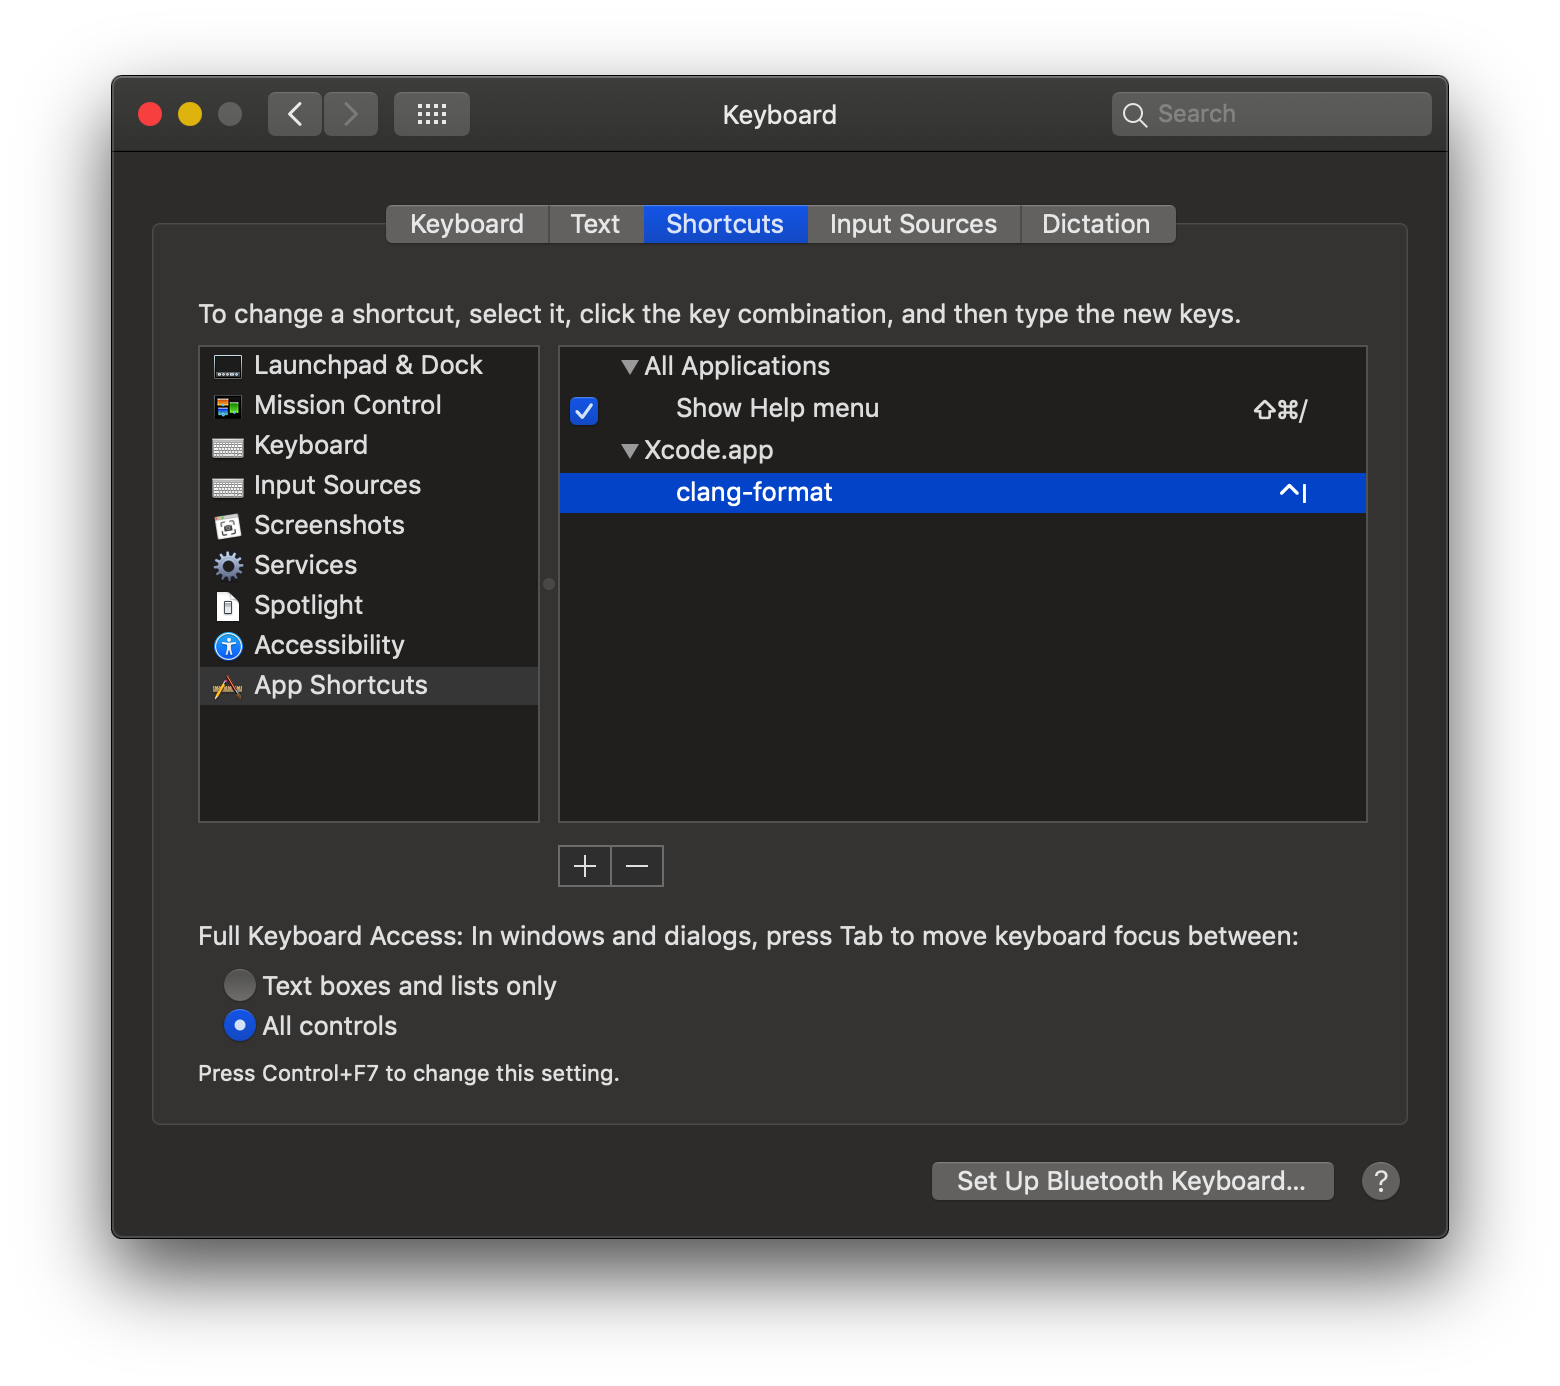 Keyboard
Search
Keyboard Text Shortcuts Input Sources Dictation
To change a shortcut, select it, click the key combination, and then type the new keys.
Launchpad & Dock
Mission Control
Keyboard
Input Sources
Screenshots
Services
Spotlight
Accessibility
App Shortcuts
All Applications
Show Help menu ⇧⌘/
Xcode.app
clang-format ^I
Full Keyboard Access: In windows and dialogs, press Tab to move keyboard focus between:
Text boxes and lists only
All controls
Press Control+F7 to change this setting.
Set Up Bluetooth Keyboard...
?